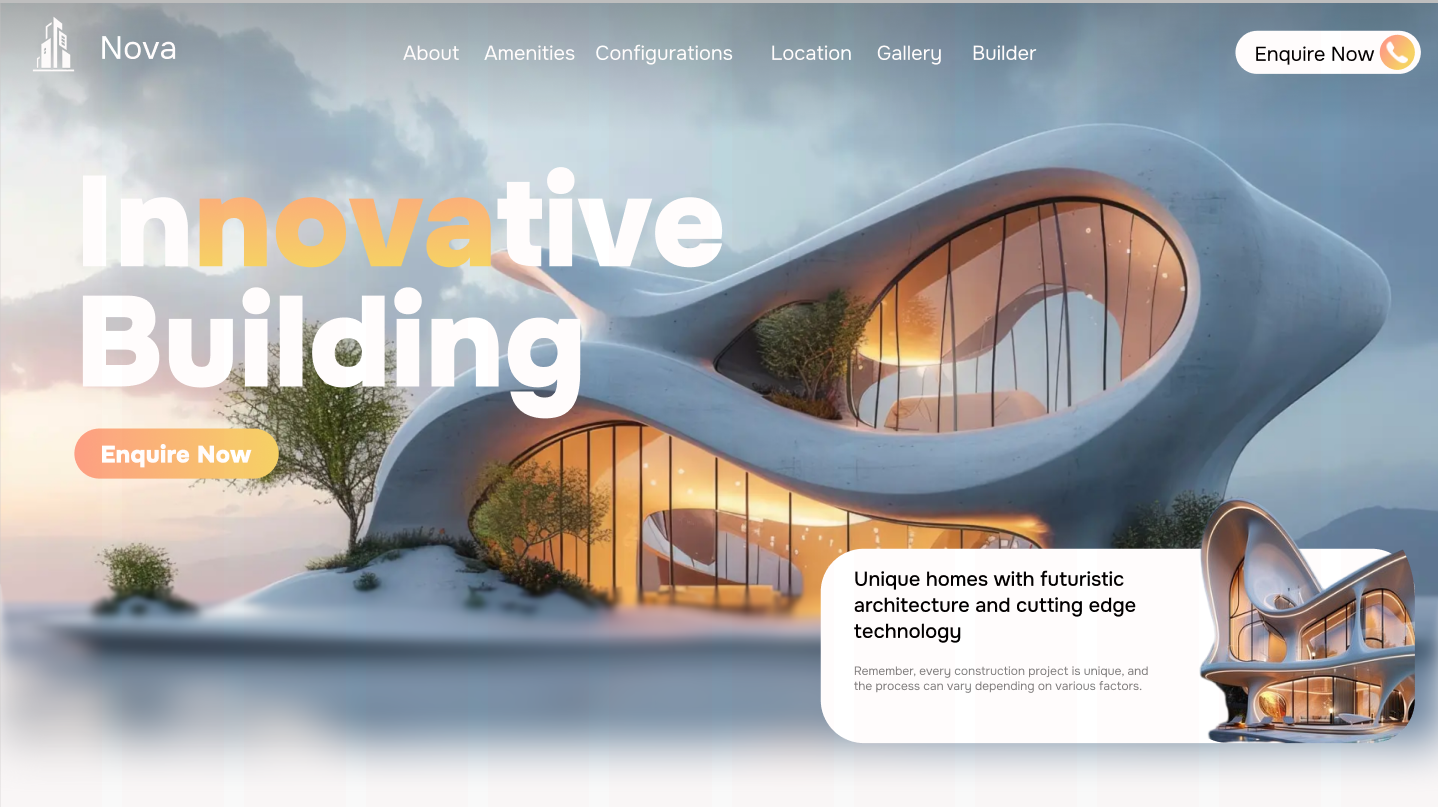 Nova
About Amenities Configurations Location Gallery Builder
Enquire Now
Innovative
Building
Enquire Now
Unique homes with futuristic
architecture and cutting edge
technology
Remember, every construction project is unique, and
the process can vary depending on various factors.